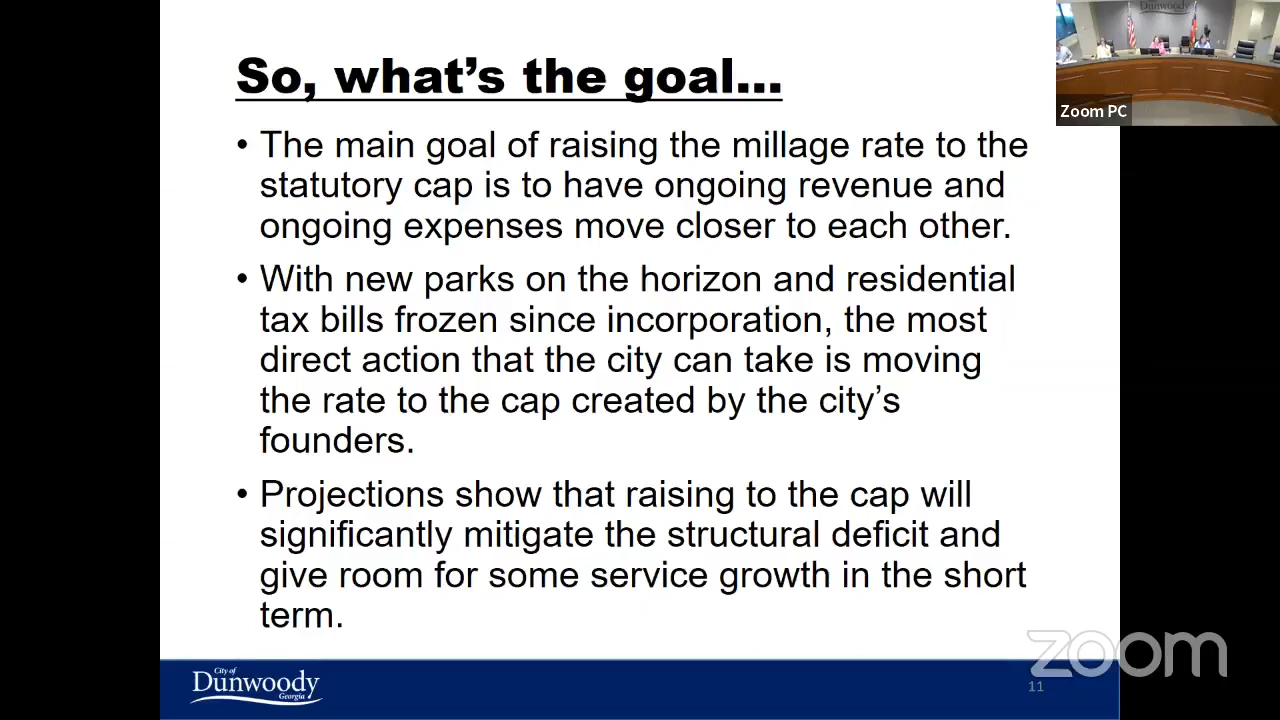 Dunwoody
Zoom PC
So, what's the goal...
• The main goal of raising the millage rate to the
statutory cap is to have ongoing revenue and
ongoing expenses move closer to each other.
• With new parks on the horizon and residential
tax bills frozen since incorporation, the most
direct action that the city can take is moving
the rate to the cap created by the city's
founders.
• Projections show that raising to the cap will
significantly mitigate the structural deficit and
give room for some service growth in the short
term.
zoom
City of
Dunwoody
Georgia
11